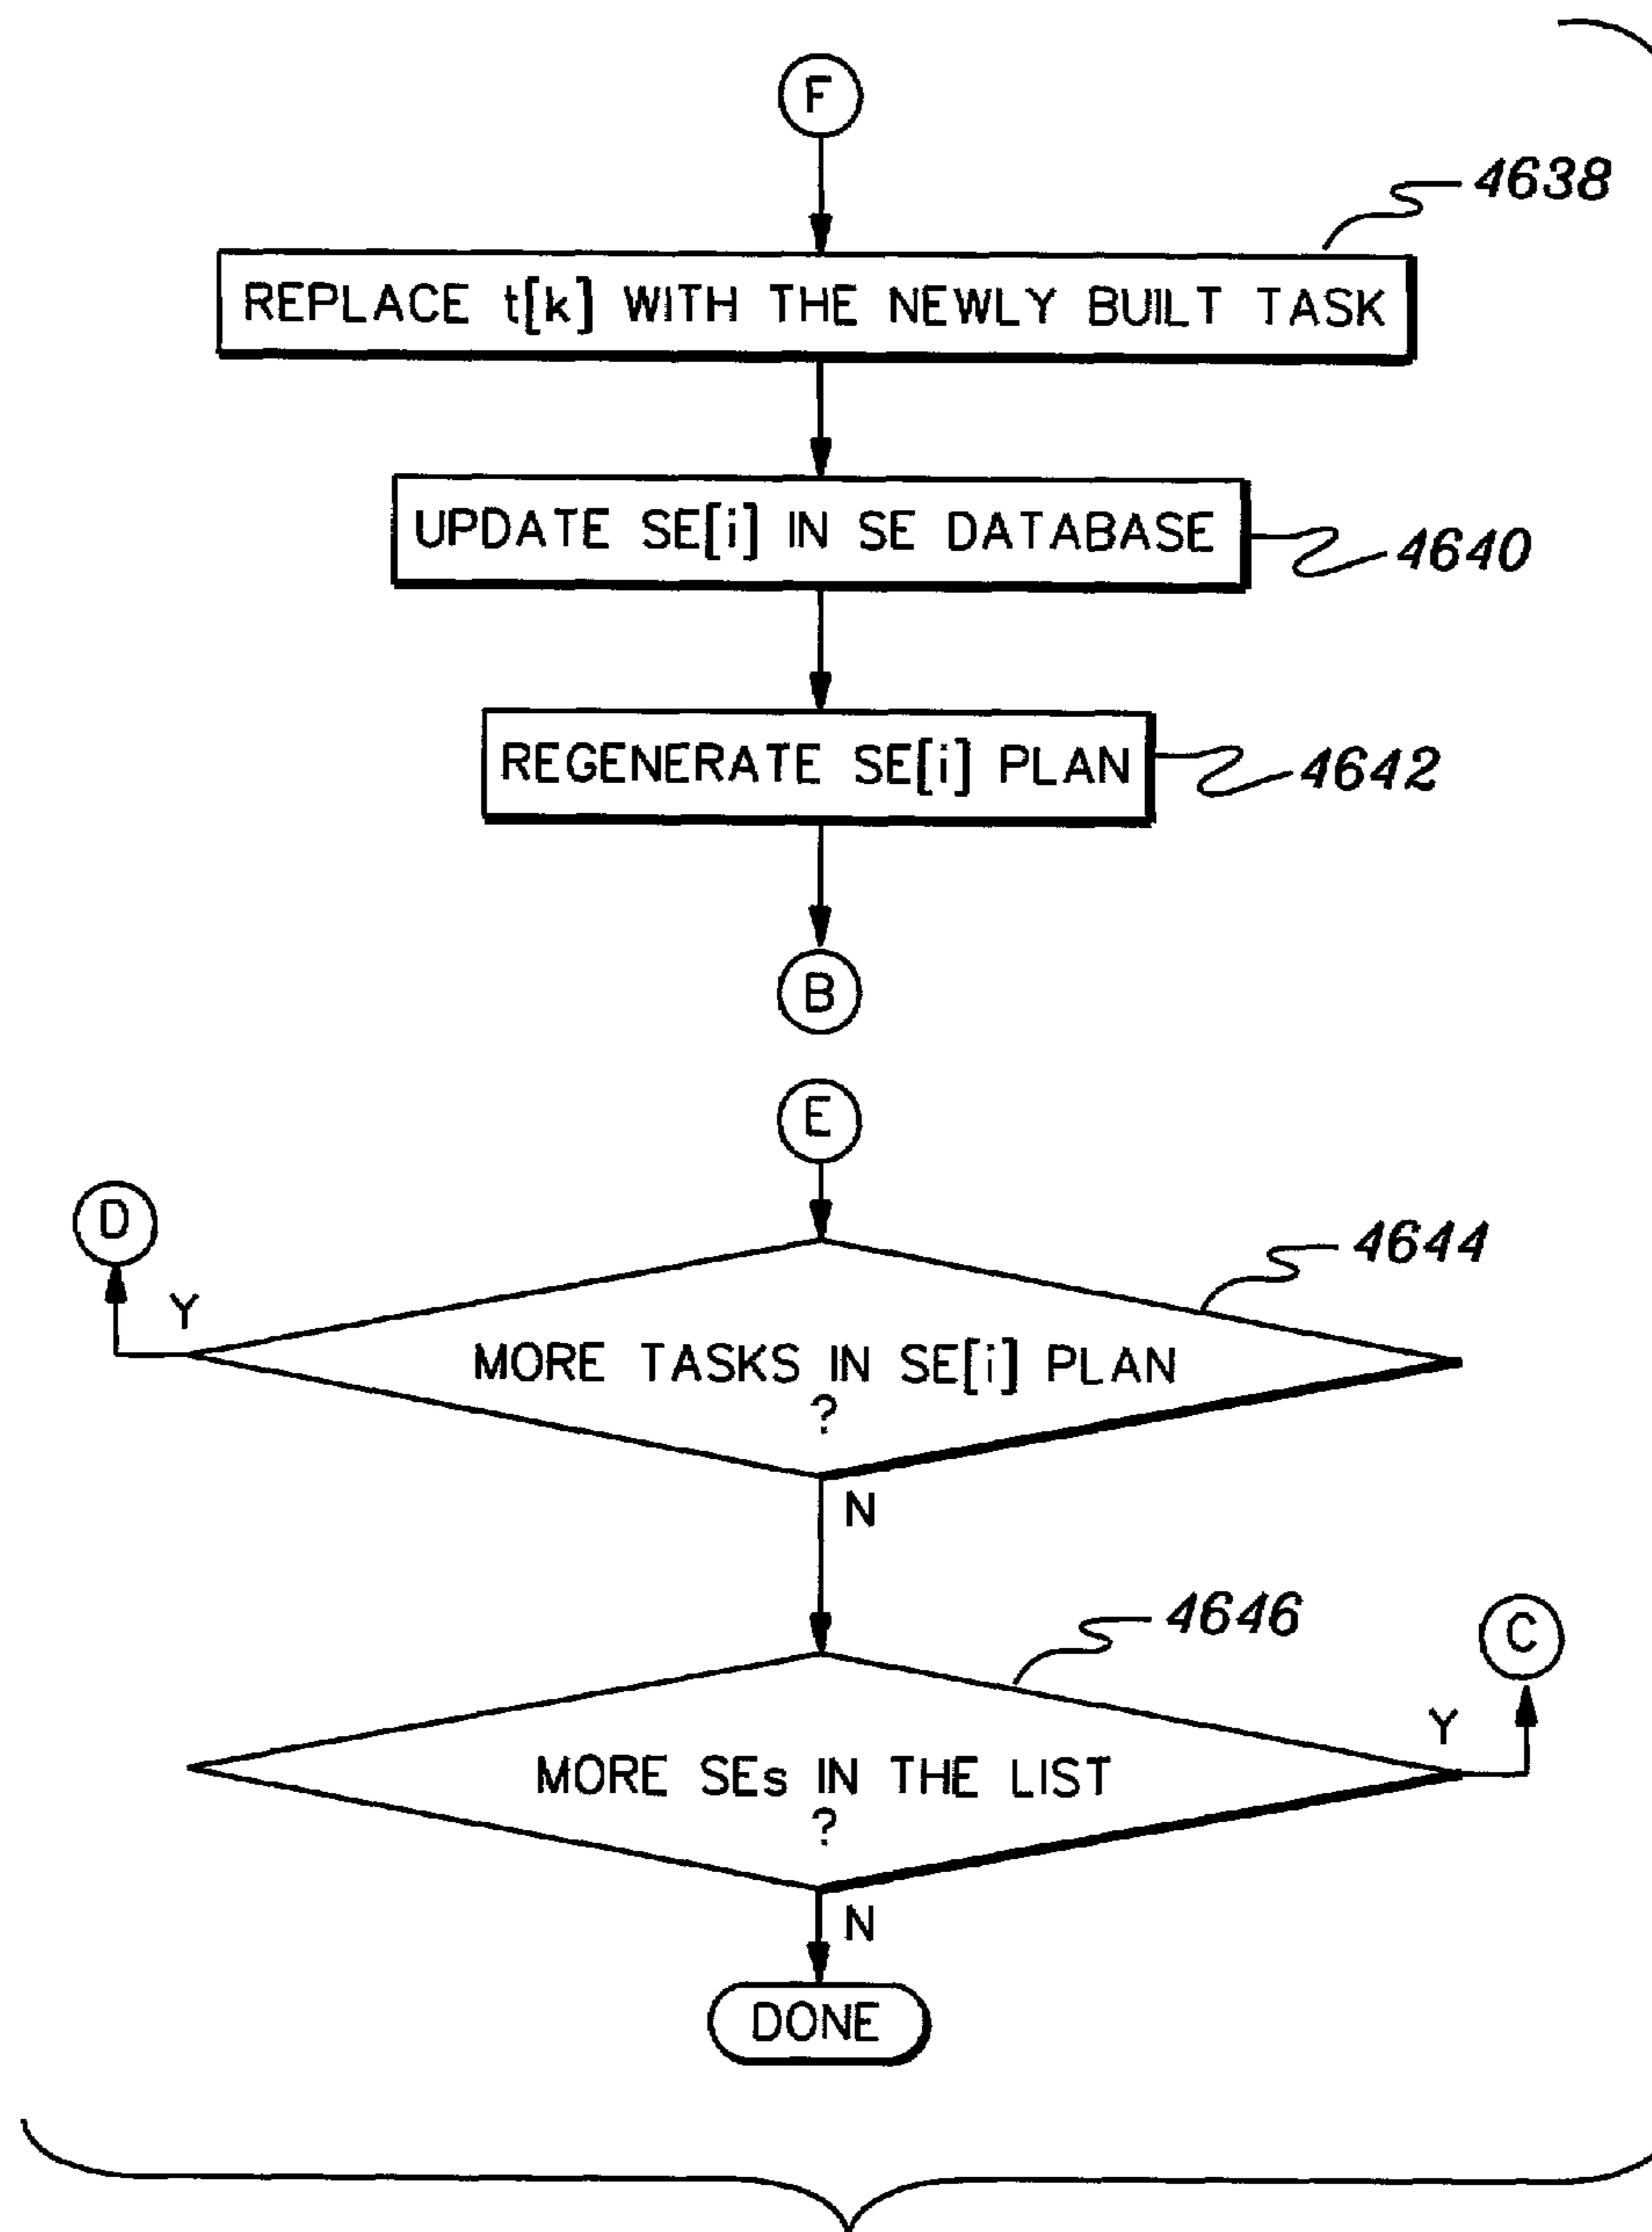 F
4638
REPLACE t[k] WITH THE NEWLY BUILT TASK
UPDATE SE[i] IN SE DATABASE
4640
REGENERATE SE[i] PLAN
4642
B
E
D
4644
Y
MORE TASKS IN SE[i] PLAN
?
N
4646
C
Y
MORE SEs IN THE LIST
?
N
DONE